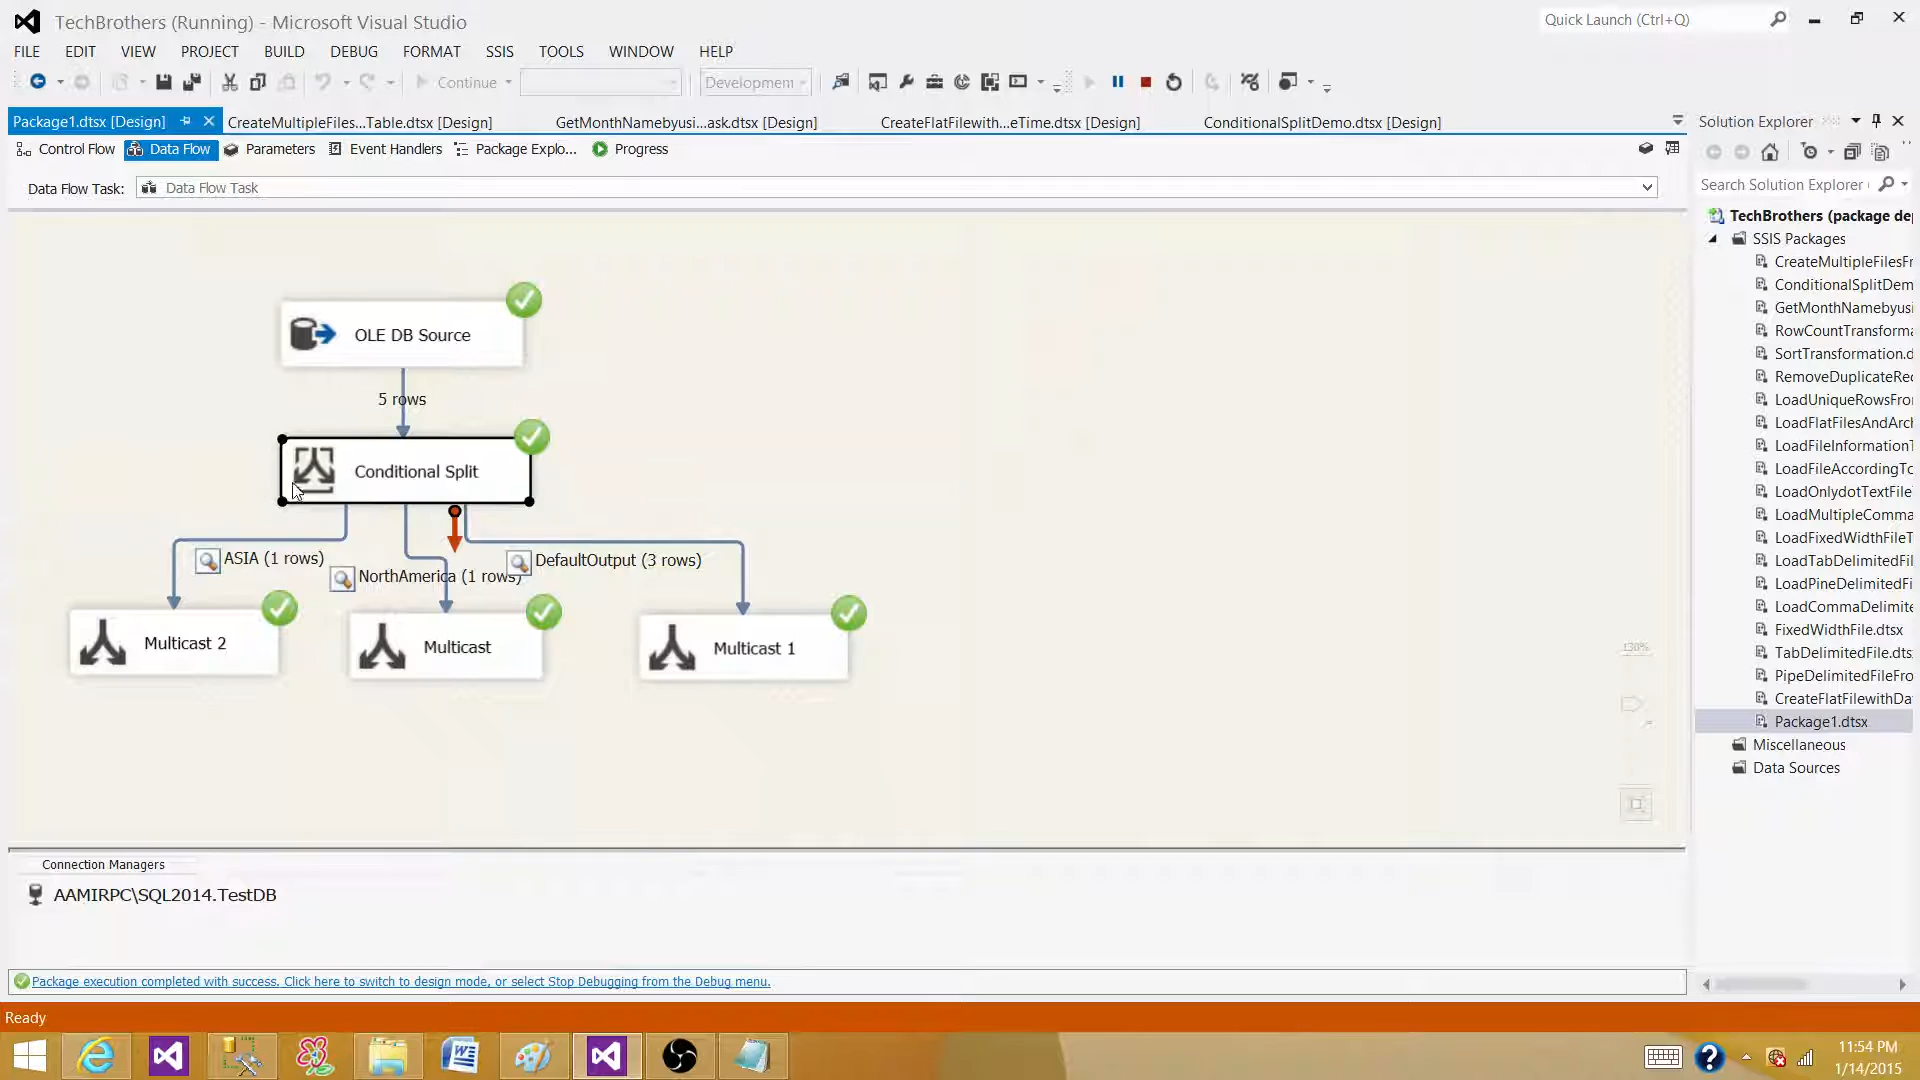 TechBrothers (Running) - Microsoft Visual Studio
Quick Launch (Ctrl+Q)
FILE EDIT VIEW PROJECT BUILD DEBUG FORMAT SSIS TOOLS WINDOW HELP
Continue
Developmen
Package1.dtsx [Design]
CreateMultipleFiles...Table.dtsx [Design]
GetMonthNamebyusi...ask.dtsx [Design]
CreateFlatFilewith...eTime.dtsx [Design]
ConditionalSplitDemo.dtsx [Design]
Solution Explorer
Control Flow
Data Flow
Parameters
Event Handlers
Package Explo...
Progress
Data Flow Task:
Data Flow Task
Search Solution Explorer (
OLE DB Source
5 rows
Conditional Split
ASIA (1 rows)
NorthAmerica (1 rows)
DefaultOutput (3 rows)
Multicast 2
Multicast
Multicast 1
130%
TechBrothers (package de
SSIS Packages
CreateMultipleFilesFr
ConditionalSplitDem
GetMonthNamebyusi
RowCountTransforma
SortTransformation.d
RemoveDuplicateRec
LoadUniqueRowsFro
LoadFlatFilesAndArch
LoadFileInformationT
LoadFileAccordingTo
LoadOnlydotTextFile
LoadMultipleComma
LoadFixedWidthFileT
LoadTabDelimitedFil
LoadPineDelimitedFi
LoadCommaDelimite
FixedWidthFile.dtsx
TabDelimitedFile.dts
PipeDelimitedFileFro
CreateFlatFilewithDa
Package1.dtsx
Miscellaneous
Data Sources
Connection Managers
AAMIRPC\SQL2014.TestDB
Package execution completed with success. Click here to switch to design mode, or select Stop Debugging from the Debug menu.
Ready
11:54 PM
1/14/2015